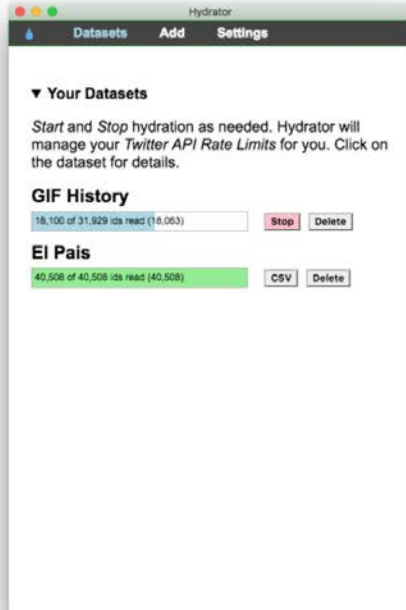 Hydrator
Datasets Add Settings
▼ Your Datasets
Start and Stop hydration as needed. Hydrator will
manage your Twitter API Rate Limits for you. Click on
the dataset for details.
GIF History
18,100 of 31,929 ids read (18,063) Stop Delete
El Pais
40,508 of 40,508 ids read (40,508) CSV Delete